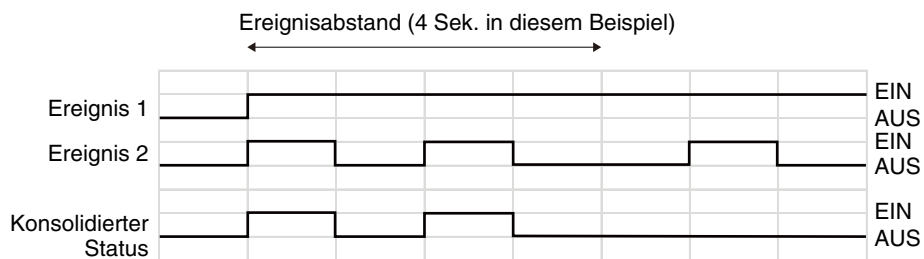 Ereignisabstand (4 Sek. in diesem Beispiel)
Ereignis 1
EIN
AUS
Ereignis 2
EIN
AUS
Konsolidierter
Status
EIN
AUS